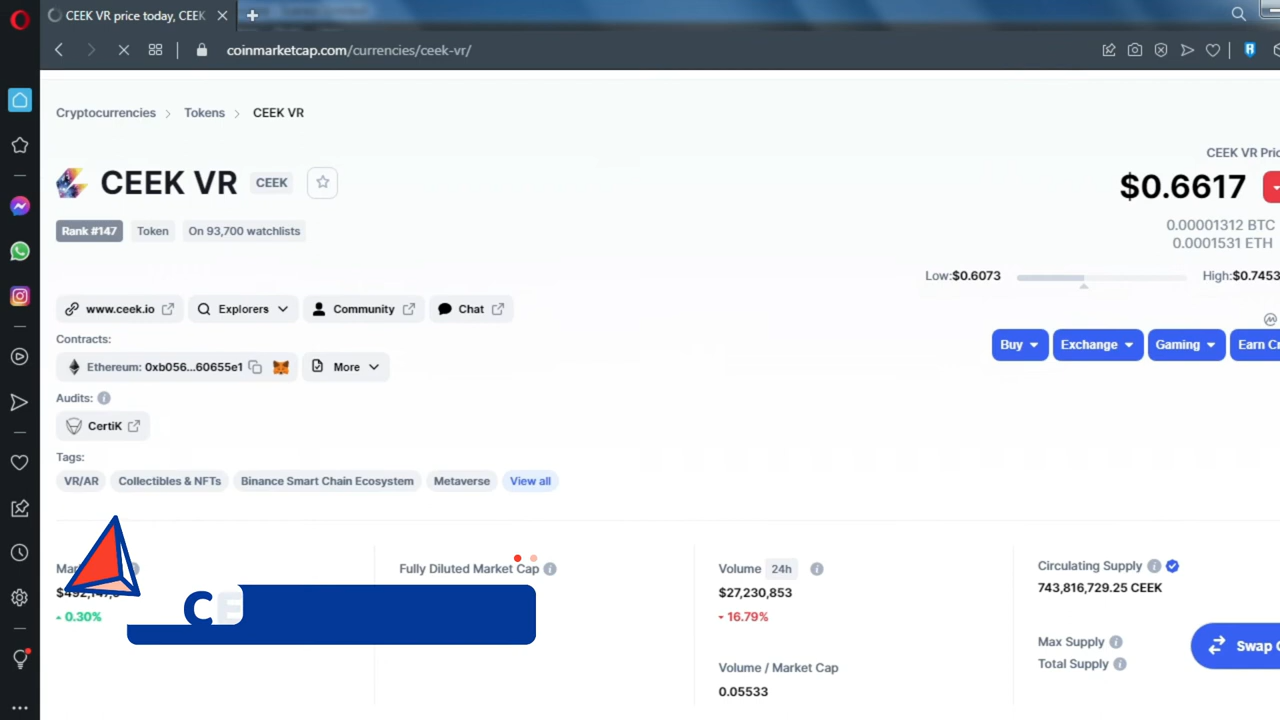 CEEK VR price today, CEEK
coinmarketcap.com/currencies/ceek-vr/
Cryptocurrencies > Tokens > CEEK VR
CEEK VR CEEK
Rank #147 Token On 93,700 watchlists
www.ceek.io Explorers Community Chat
Contracts:
Ethereum: 0xb056...60655e1 More
Audits:
CertiK
Tags:
VR/AR Collectibles & NFTs Binance Smart Chain Ecosystem Metaverse View all
CEEK VR
$0.6617
0.00001312 BTC
0.0001531 ETH
Low:$0.6073 High:$0.7453
Buy Exchange Gaming Earn
0.30%
CE
Fully Diluted Market Cap
Volume 24h
$27,230,853
16.79%
Volume / Market Cap
0.05533
Circulating Supply
743,816,729.25 CEEK
Max Supply
Total Supply
Swap